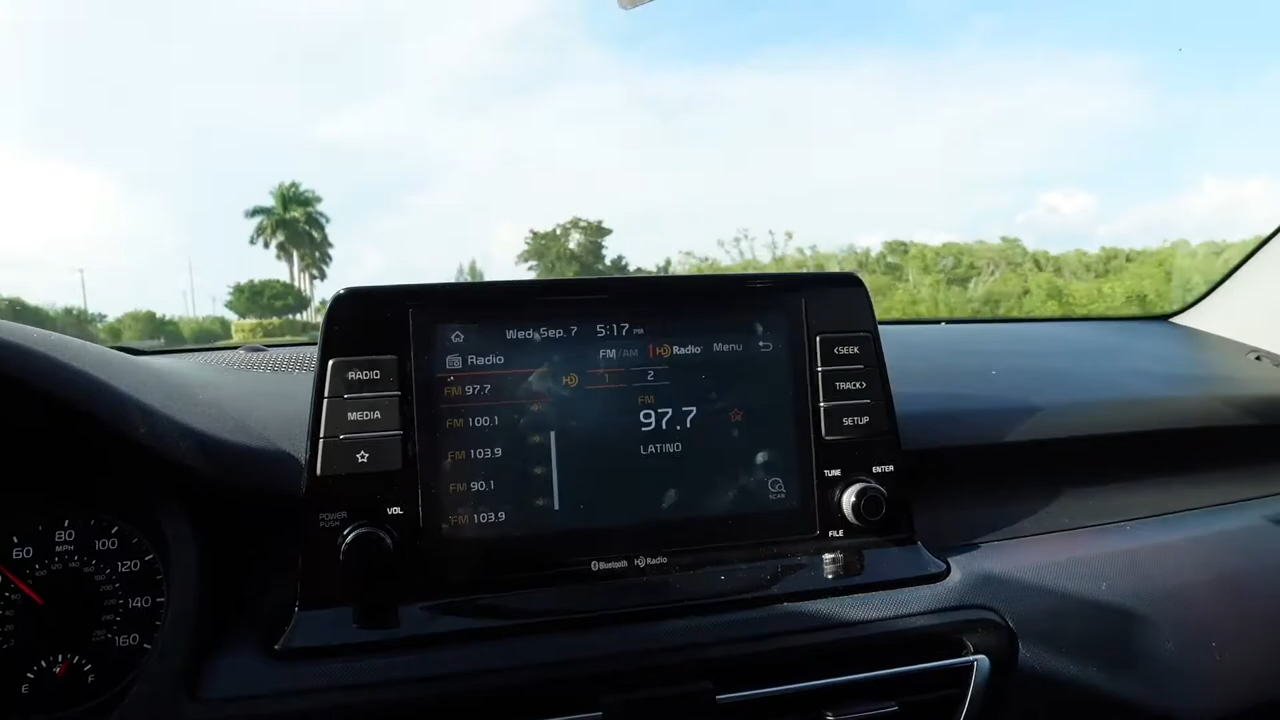 Wed, Sep. 7 5:17 PM
Radio FM/AM HD Radio Menu
FM 97.7
FM 100.1
FM 103.9
FM 90.1
FM 103.9
HD 1 2
FM
97.7
LATINO
SCAN
RADIO
MEDIA
POWER
PUSH
VOL
<SEEK
TRACK>
SETUP
TUNE
ENTER
FILE
Bluetooth HD Radio
60 80 100 120 140 160
MPH
E F